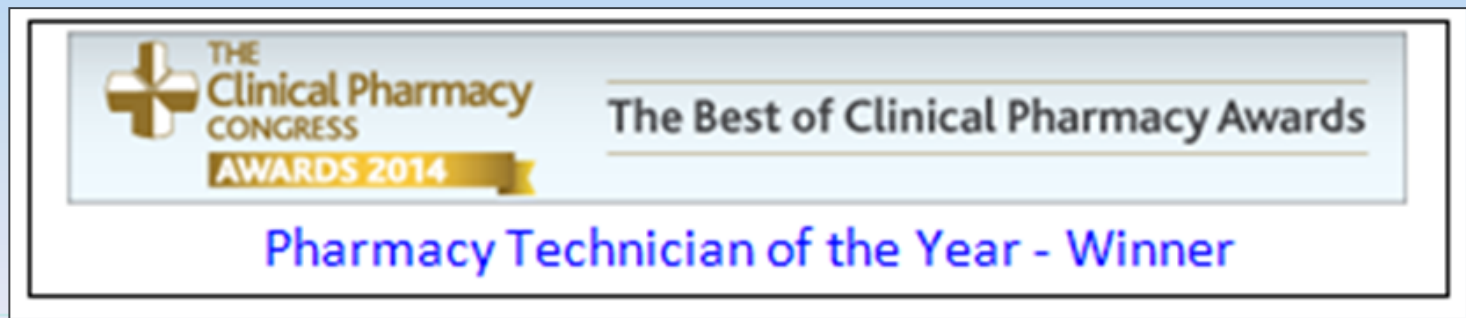 THE
Clinical Pharmacy
CONGRESS
AWARDS 2014
The Best of Clinical Pharmacy Awards
Pharmacy Technician of the Year - Winner